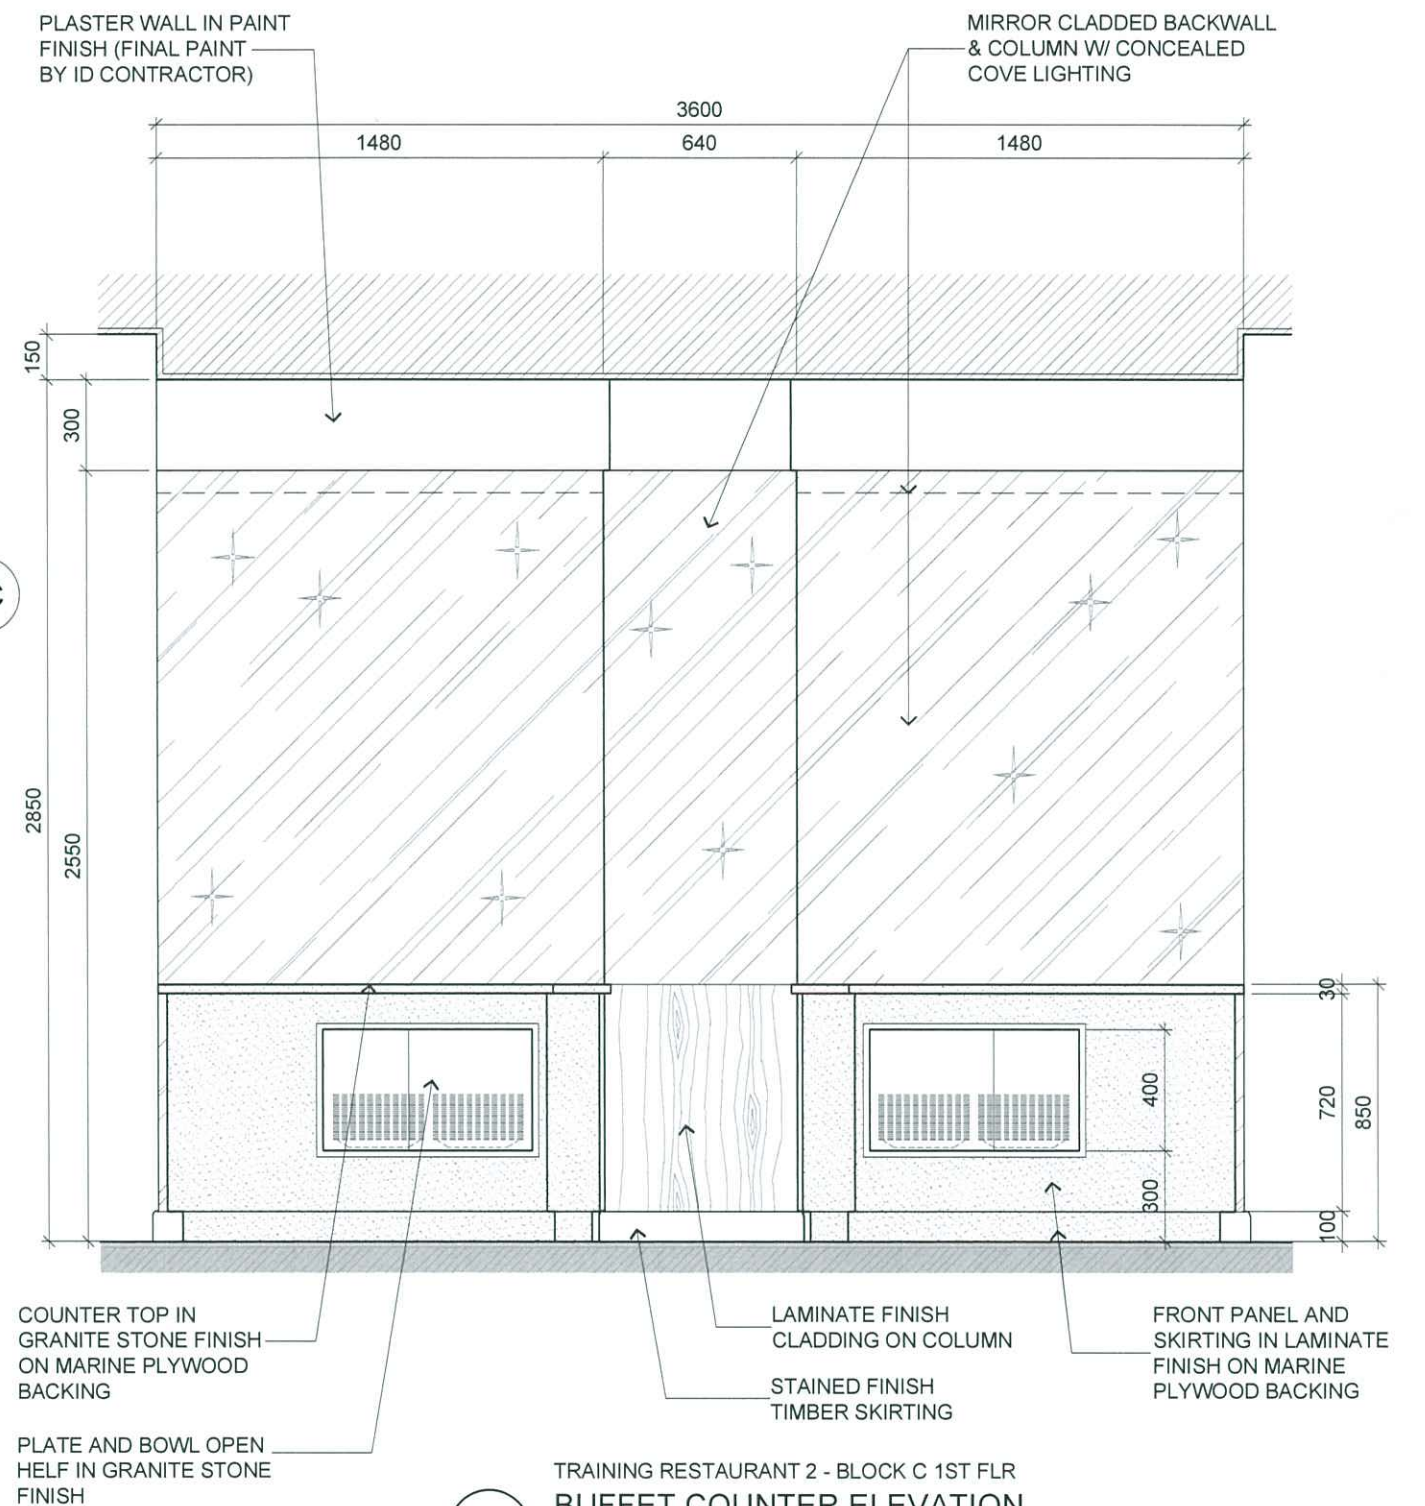 PLASTER WALL IN PAINT
FINISH (FINAL PAINT
BY ID CONTRACTOR)
MIRROR CLADDED BACKWALL
& COLUMN W/ CONCEALED
COVE LIGHTING
3600
1480
640
1480
150
300
2850
2550
30
400
720
850
300
100
COUNTER TOP IN
GRANITE STONE FINISH
ON MARINE PLYWOOD
BACKING
LAMINATE FINISH
CLADDING ON COLUMN
FRONT PANEL AND
SKIRTING IN LAMINATE
FINISH ON MARINE
PLYWOOD BACKING
STAINED FINISH
TIMBER SKIRTING
PLATE AND BOWL OPEN
HELF IN GRANITE STONE
FINISH
TRAINING RESTAURANT 2 - BLOCK C 1ST FLR
BUFFET COUNTER ELEVATION